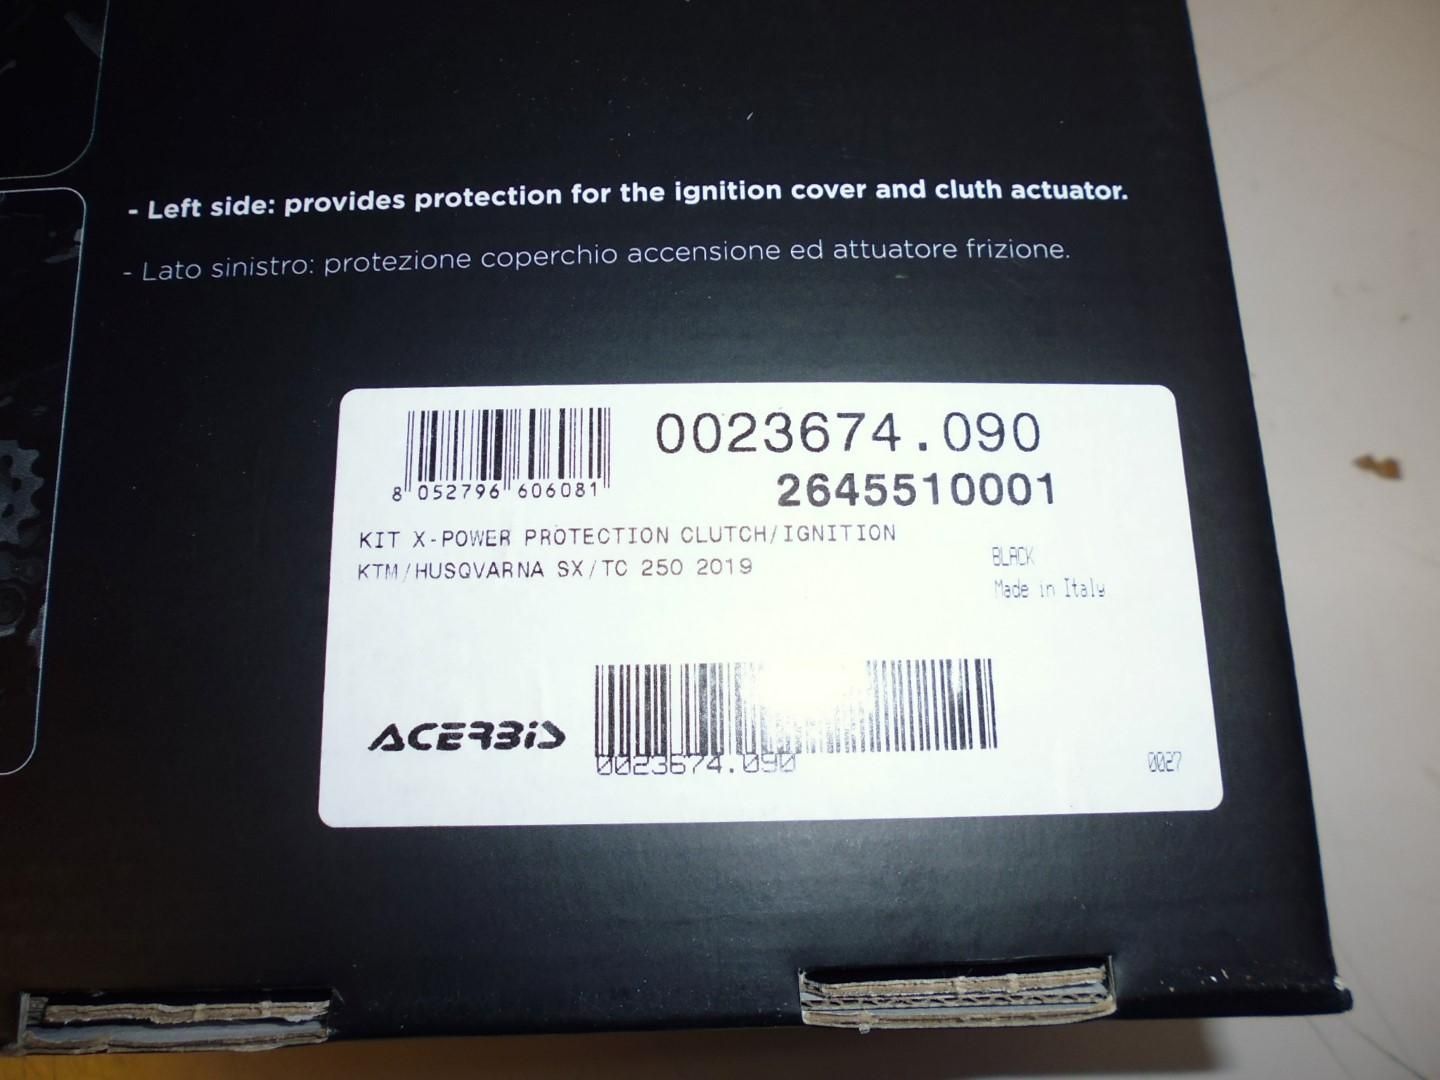 - Left side: provides protection for the ignition cover and cluth actuator.
- Lato sinistro: protezione coperchio accensione ed attuatore frizione.
0023674.090
2645510001
8 052796 606081
KIT X-POWER PROTECTION CLUTCH/IGNITION
KTM/HUSQVARNA SX/TC 250 2019
BLACK
Made in Italy
ACERBIS
0023674.090
0027